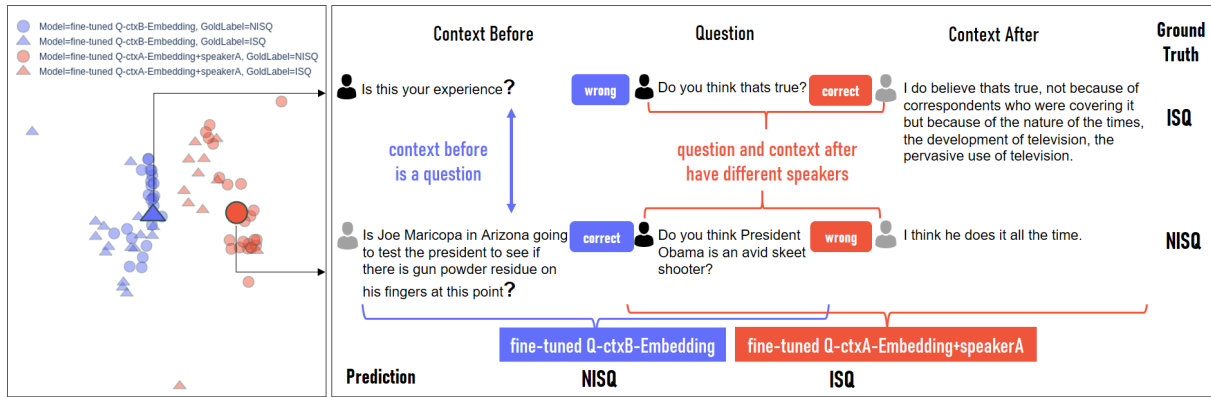 Model=fine-tuned Q-ctxB-Embedding, GoldLabel=NISQ
Model=fine-tuned Q-ctxB-Embedding, GoldLabel=ISQ
Model=fine-tuned Q-ctxA-Embedding+speakerA, GoldLabel=NISQ
Model=fine-tuned Q-ctxA-Embedding+speakerA, GoldLabel=ISQ
Context Before
Question
Context After
Ground
Truth
Is this your experience?
wrong
Do you think thats true?
correct
I do believe thats true, not because of
correspondents who were covering it
but because of the nature of the times,
the development of television, the
pervasive use of television.
ISQ
context before
is a question
question and context after
have different speakers
Is Joe Maricopa in Arizona going
to test the president to see if
there is gun powder residue on
his fingers at this point?
correct
Do you think President
Obama is an avid skeet
shooter?
wrong
I think he does it all the time.
NISQ
fine-tuned Q-ctxB-Embedding
fine-tuned Q-ctxA-Embedding+speakerA
Prediction
NISQ
ISQ